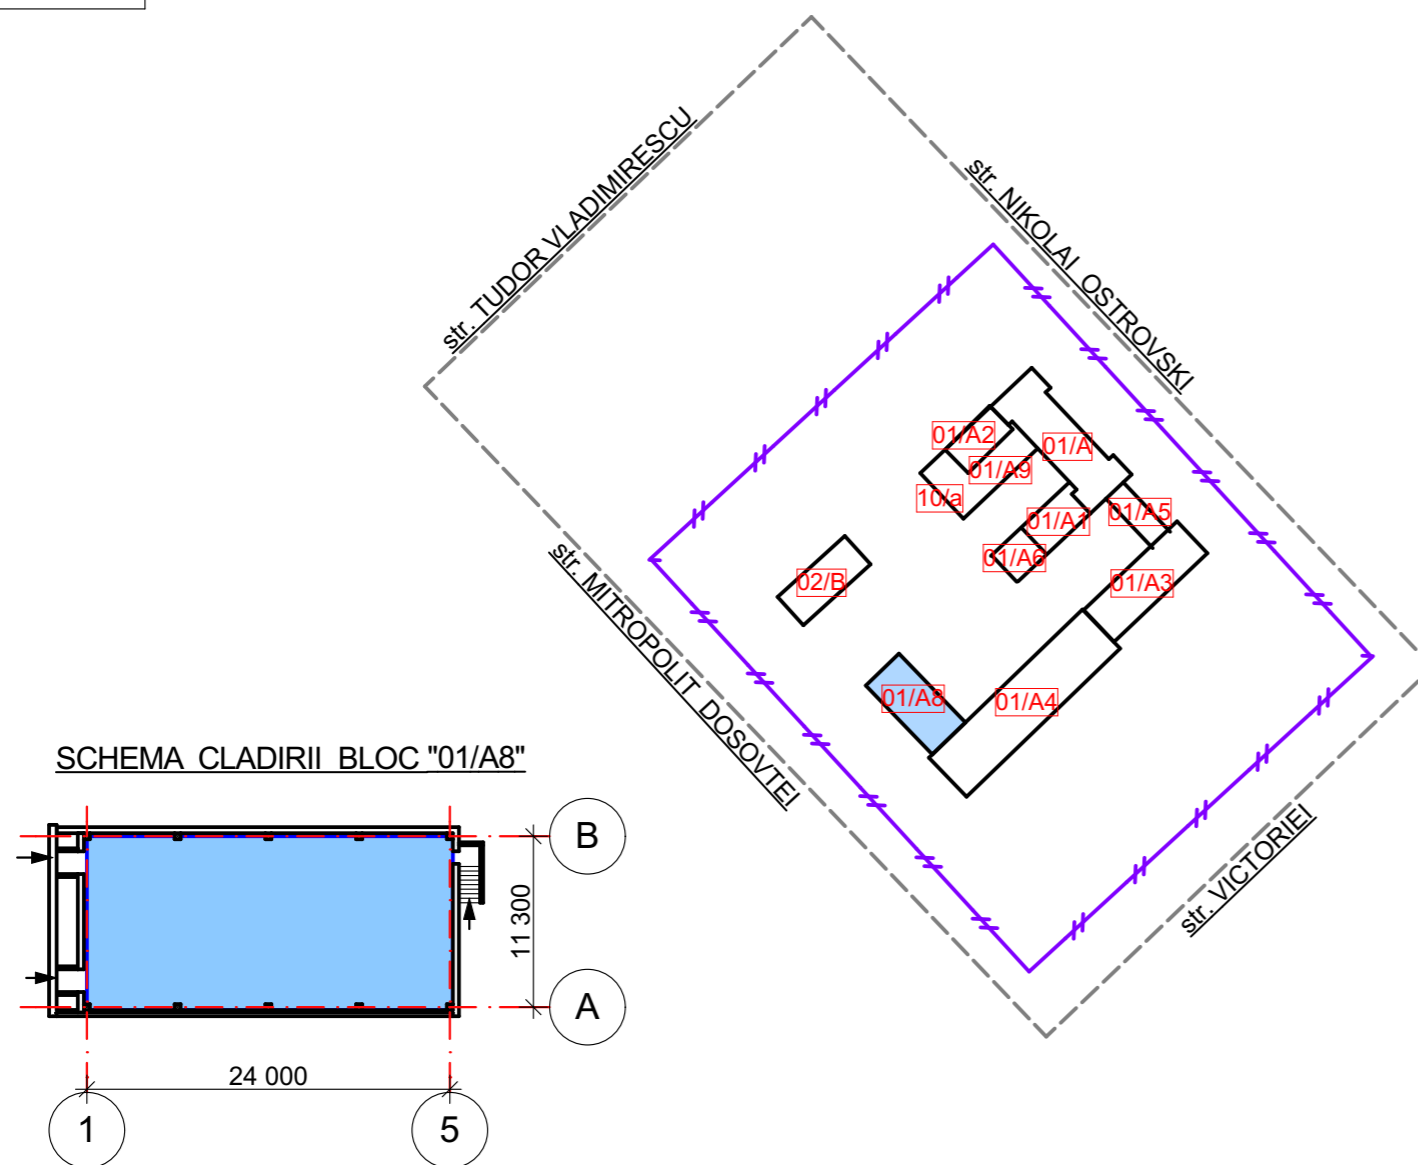 str. TUDOR VLADIMIRESCU
str. NIKOLAI OSTROVSKI
01/A2
01/A
01/A9
10/a
01/A5
01/A1
01/A6
01/A3
02/B
str. MITROPOLIT DOSOVTEI
01/A8
01/A4
str. VICTORIEI
SCHEMA CLADIRII BLOC "01/A8"
B
11 300
A
24 000
1
5